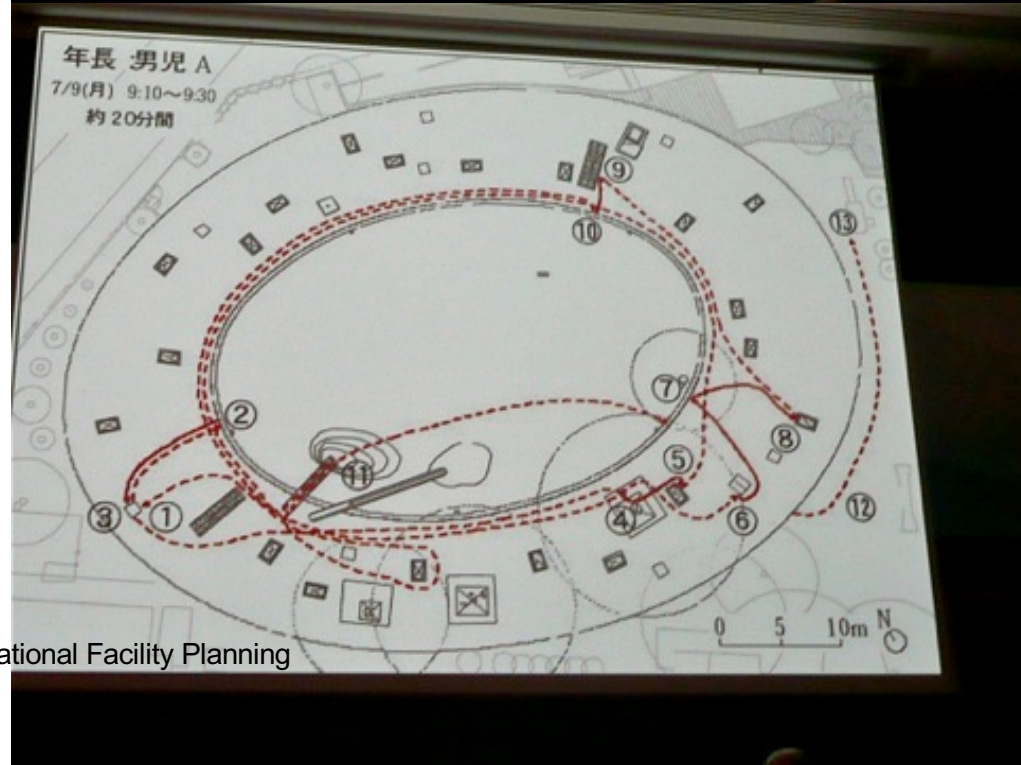 年長 男児 A
7/9(月) 9:10〜9:30
約 20分間
⑨
⑩
⑬
⑦
②
⑧
⑪
⑤
③
①
④
⑥
⑫
0 5 10m N
ational Facility Planning